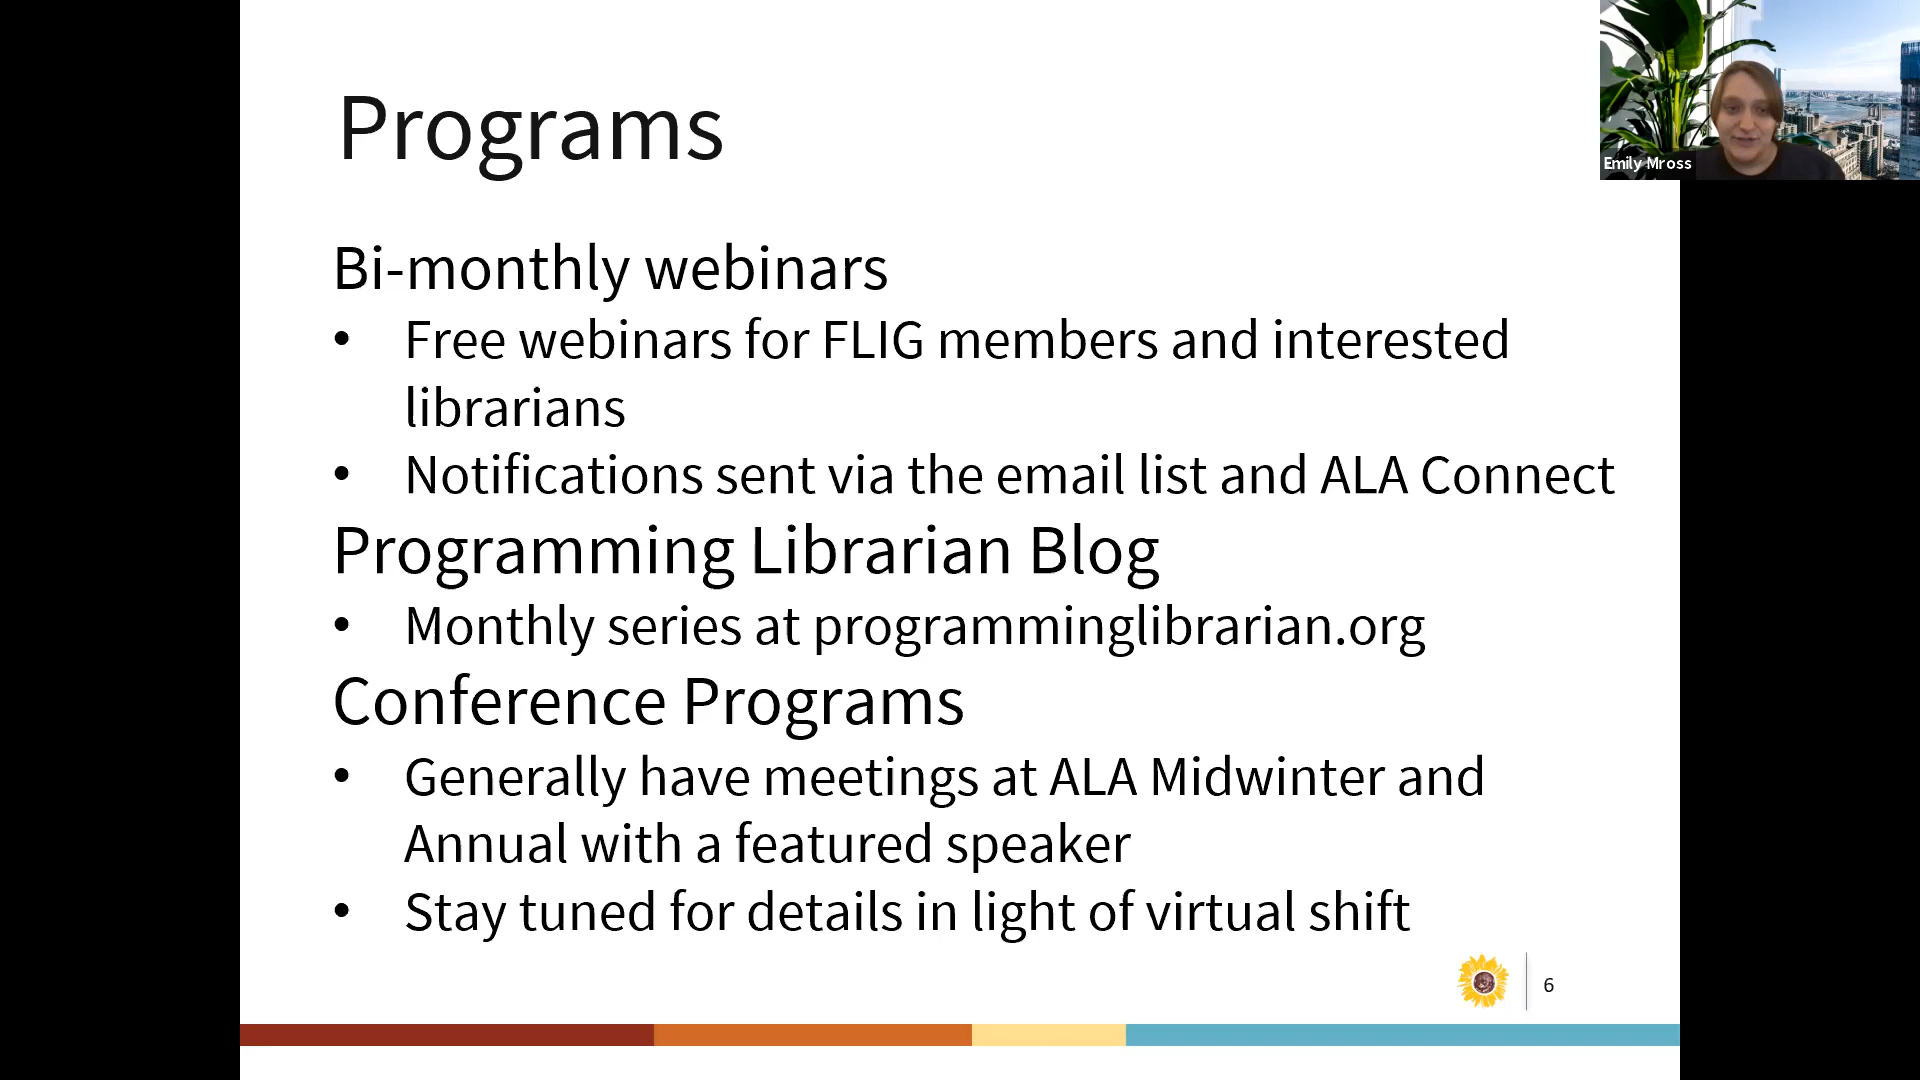 Programs
Emily Mross
Bi-monthly webinars
• Free webinars for FLIG members and interested
librarians
• Notifications sent via the email list and ALA Connect
Programming Librarian Blog
• Monthly series at programminglibrarian.org
Conference Programs
• Generally have meetings at ALA Midwinter and
Annual with a featured speaker
• Stay tuned for details in light of virtual shift
6